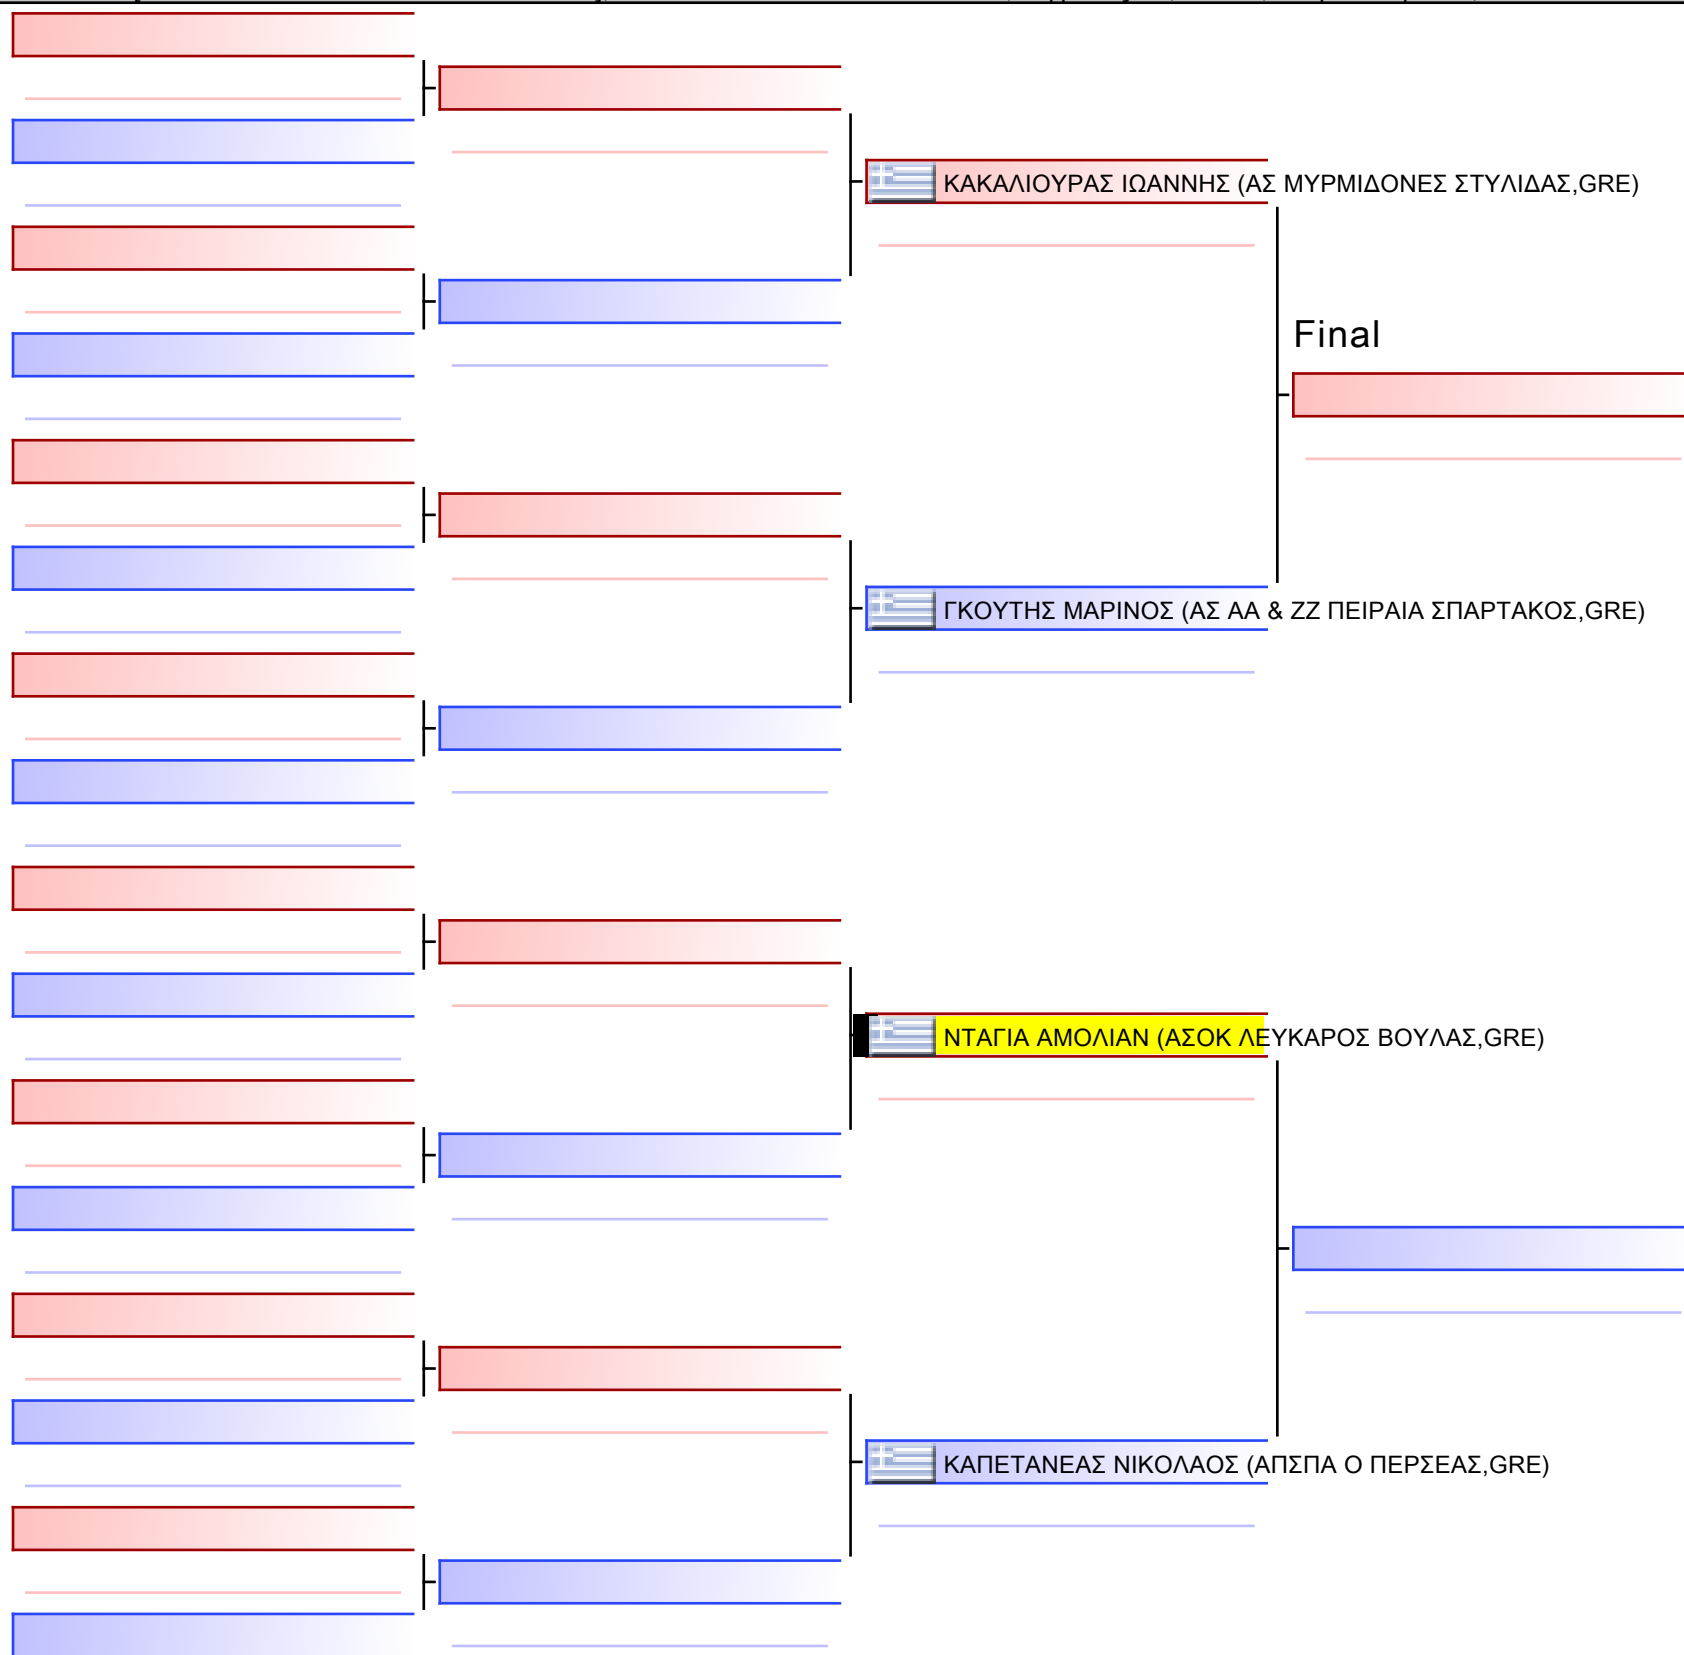 ΚΑΚΑΛΙΟΥΡΑΣ ΙΩΑΝΝΗΣ (ΑΣ ΜΥΡΜΙΔΟΝΕΣ ΣΤΥΛΙΔΑΣ,GRE)
Final
ΓΚΟΥΤΗΣ ΜΑΡΙΝΟΣ (ΑΣ ΑΑ & ΖΖ ΠΕΙΡΑΙΑ ΣΠΑΡΤΑΚΟΣ,GRE)
ΝΤΑΓΙΑ ΑΜΟΛΙΑΝ (ΑΣΟΚ ΛΕΥΚΑΡΟΣ ΒΟΥΛΑΣ,GRE)
ΚΑΠΕΤΑΝΕΑΣ ΝΙΚΟΛΑΟΣ (ΑΠΣΠΑ Ο ΠΕΡΣΕΑΣ,GRE)